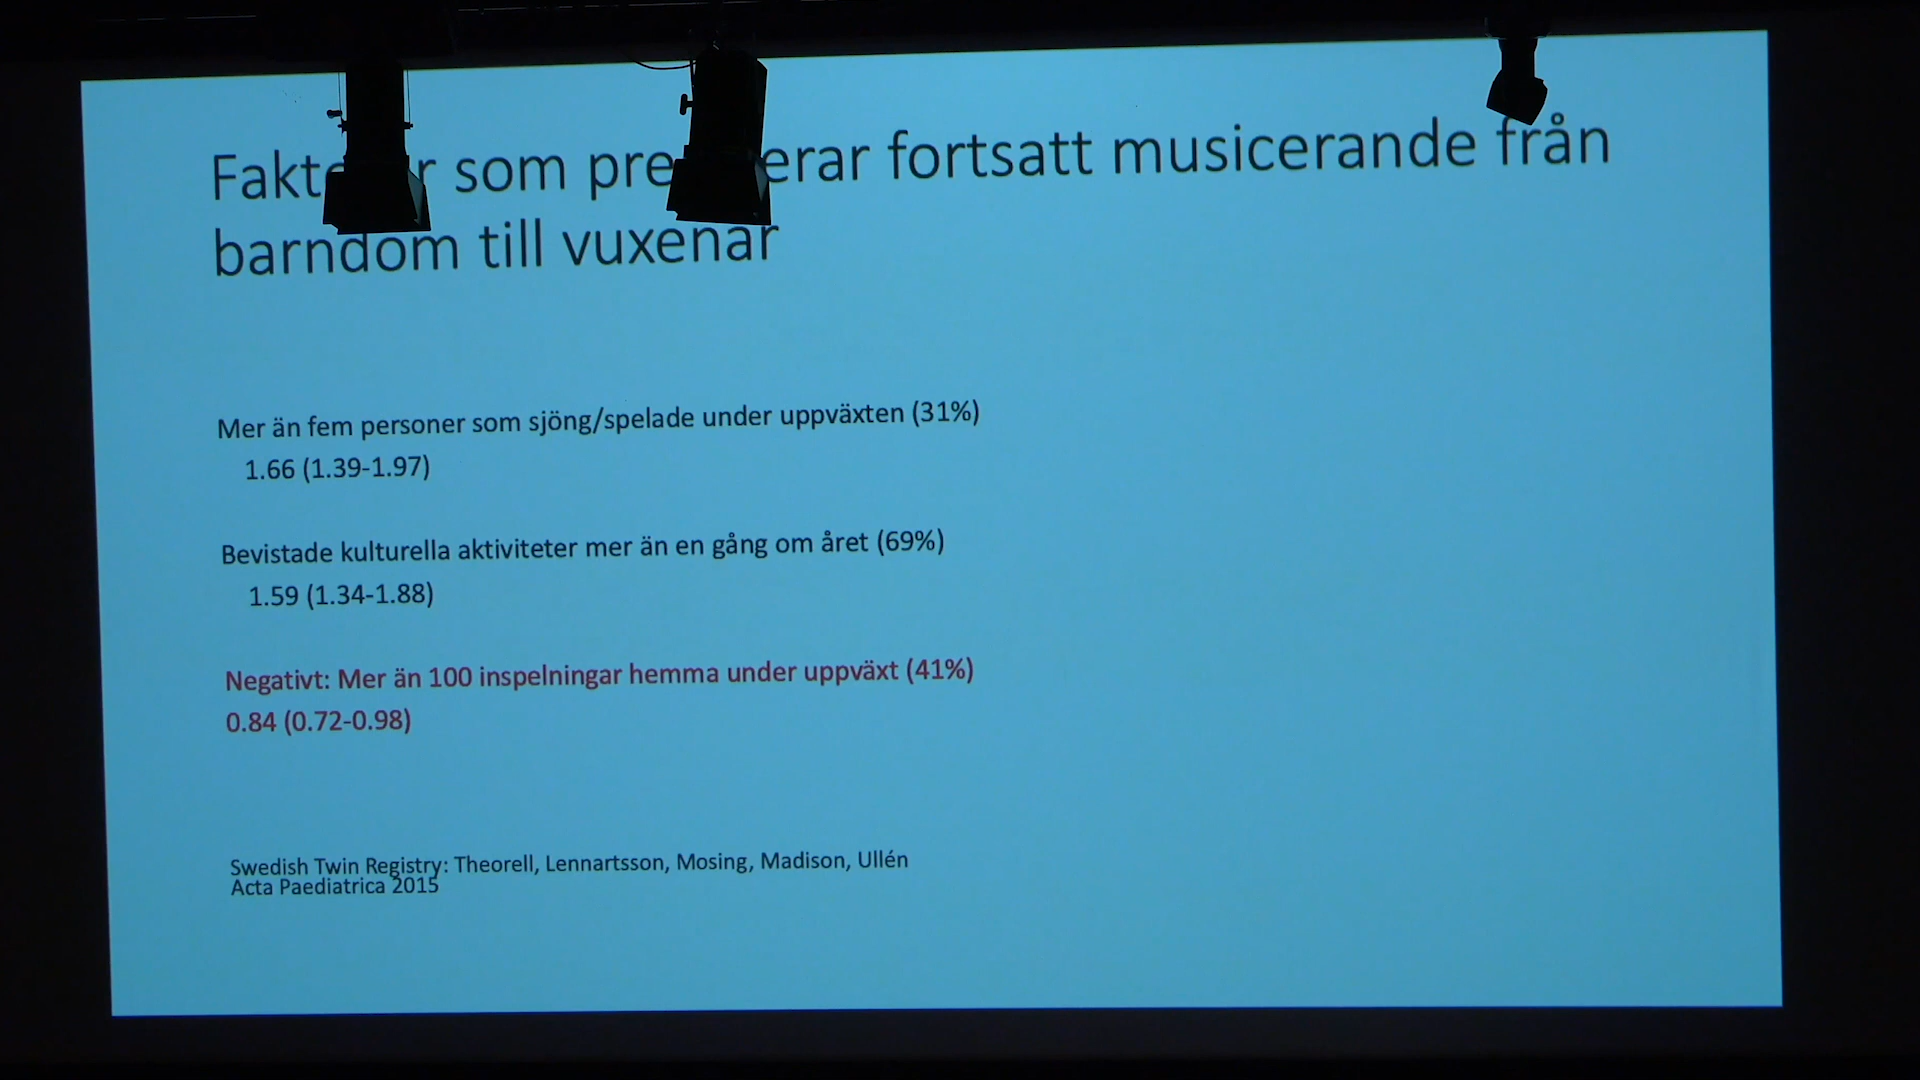 som fortsatt musicerande från
barndom till vuxenår
Mer än fem personer som sjöng/spelade under uppväxten (31%)
1.66 (1.39-1.97)
Bevistade kulturella aktiviteter mer än en gång om året (69%)
1.59 (1.34-1.88)
Negativt: Mer än 100 inspelningar hemma under uppväxt (41%)
0.84 (0.72-0.98)
Swedish Twin Registry: Theorell, Lennartsson, Mosing, Madison, Ullén
Acta Paediatrica 2015